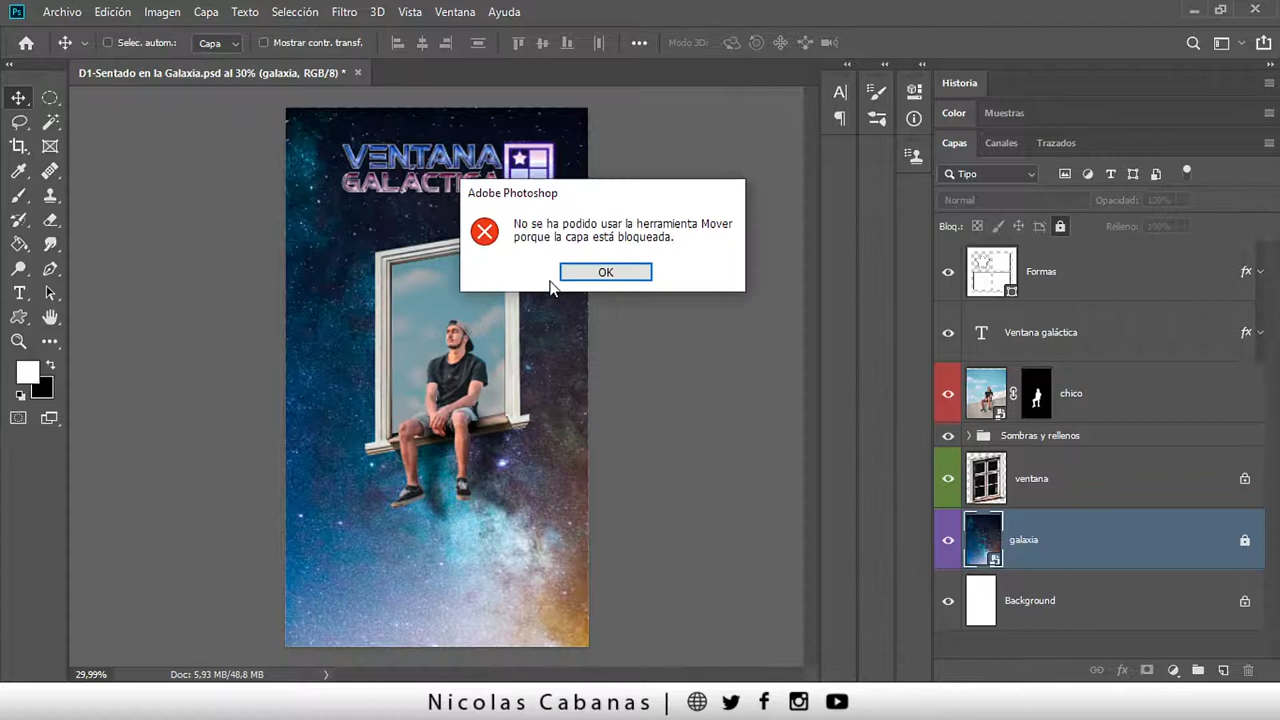 Ps Archivo Edición Imagen Capa Texto Selección Filtro 3D Vista Ventana Ayuda
Selec. autom.: Capa Mostrar contr. transf. Modo 3D:
D1-Sentado en la Galaxia.psd al 30% (galaxia, RGB/8) *
Historia
Color Muestras
Capas Canales Trazados
Tipo
Normal Opacidad: 100%
Bloq.: Relleno: 100%
VENTANA
GALÁCTICA
Adobe Photoshop
No se ha podido usar la herramienta Mover
porque la capa está bloqueada.
OK
Formas fx
T Ventana galáctica fx
chico
Sombras y rellenos
ventana
galaxia
Background
29,99% Doc: 5,93 MB/48,8 MB
Nicolas Cabanas |